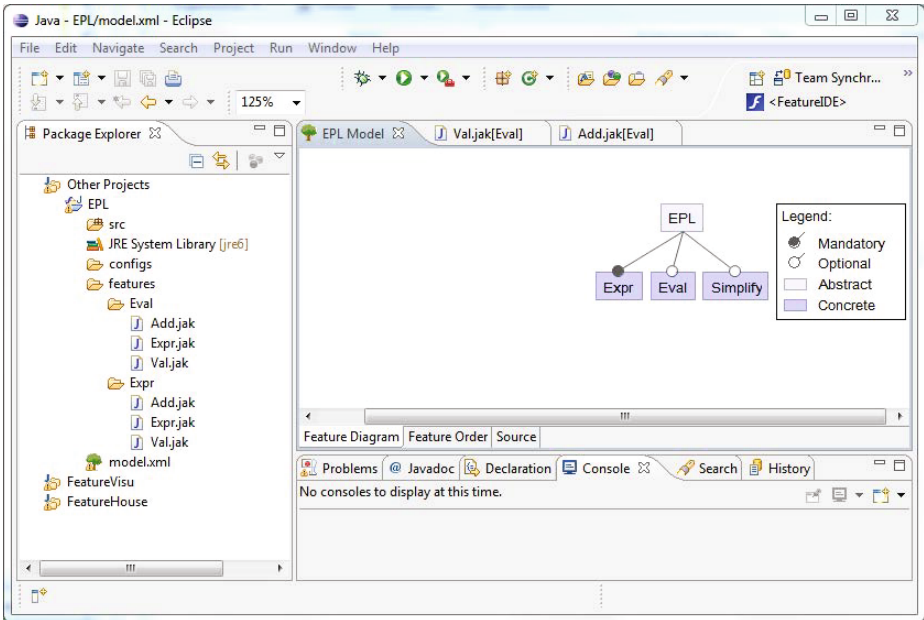 Java - EPL/model.xml - Eclipse
File Edit Navigate Search Project Run Window Help
Team Synchr...
125%
<FeatureIDE>
Package Explorer
EPL Model
Val.jak[Eval]
Add.jak[Eval]
Other Projects
EPL
src
JRE System Library [jre6]
configs
features
Eval
Add.jak
Expr.jak
Val.jak
Expr
Add.jak
Expr.jak
Val.jak
model.xml
FeatureVisu
FeatureHouse
EPL
Expr
Eval
Simplify
Legend:
Mandatory
Optional
Abstract
Concrete
Feature Diagram Feature Order Source
Problems @ Javadoc Declaration Console Search History
No consoles to display at this time.